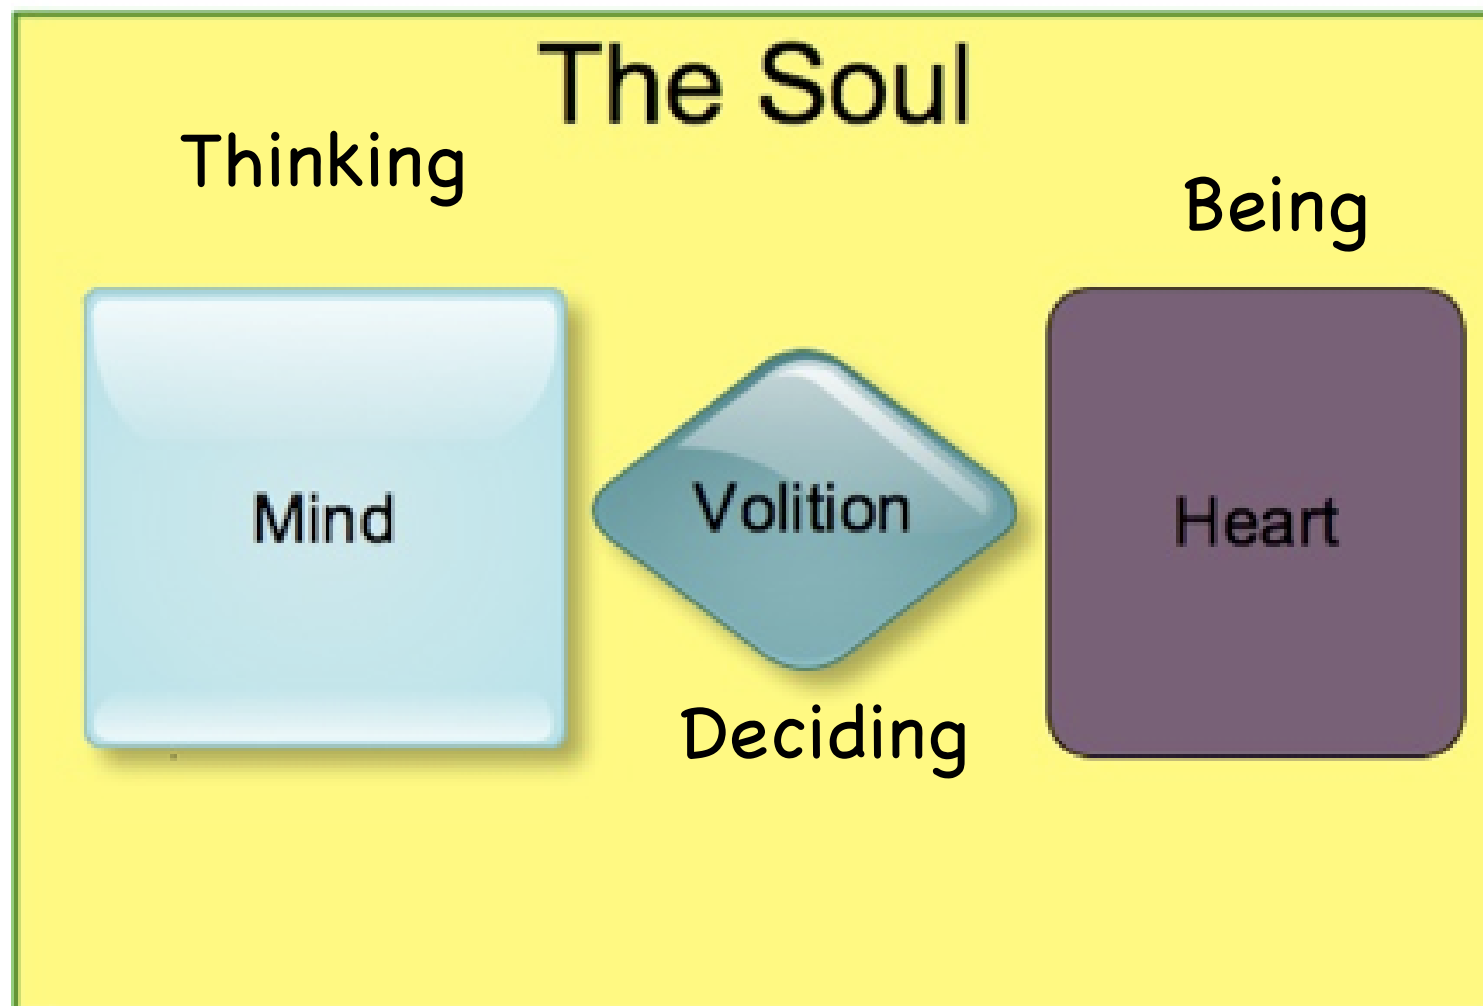 The Soul
Thinking
Being
Mind
Volition
Heart
Deciding